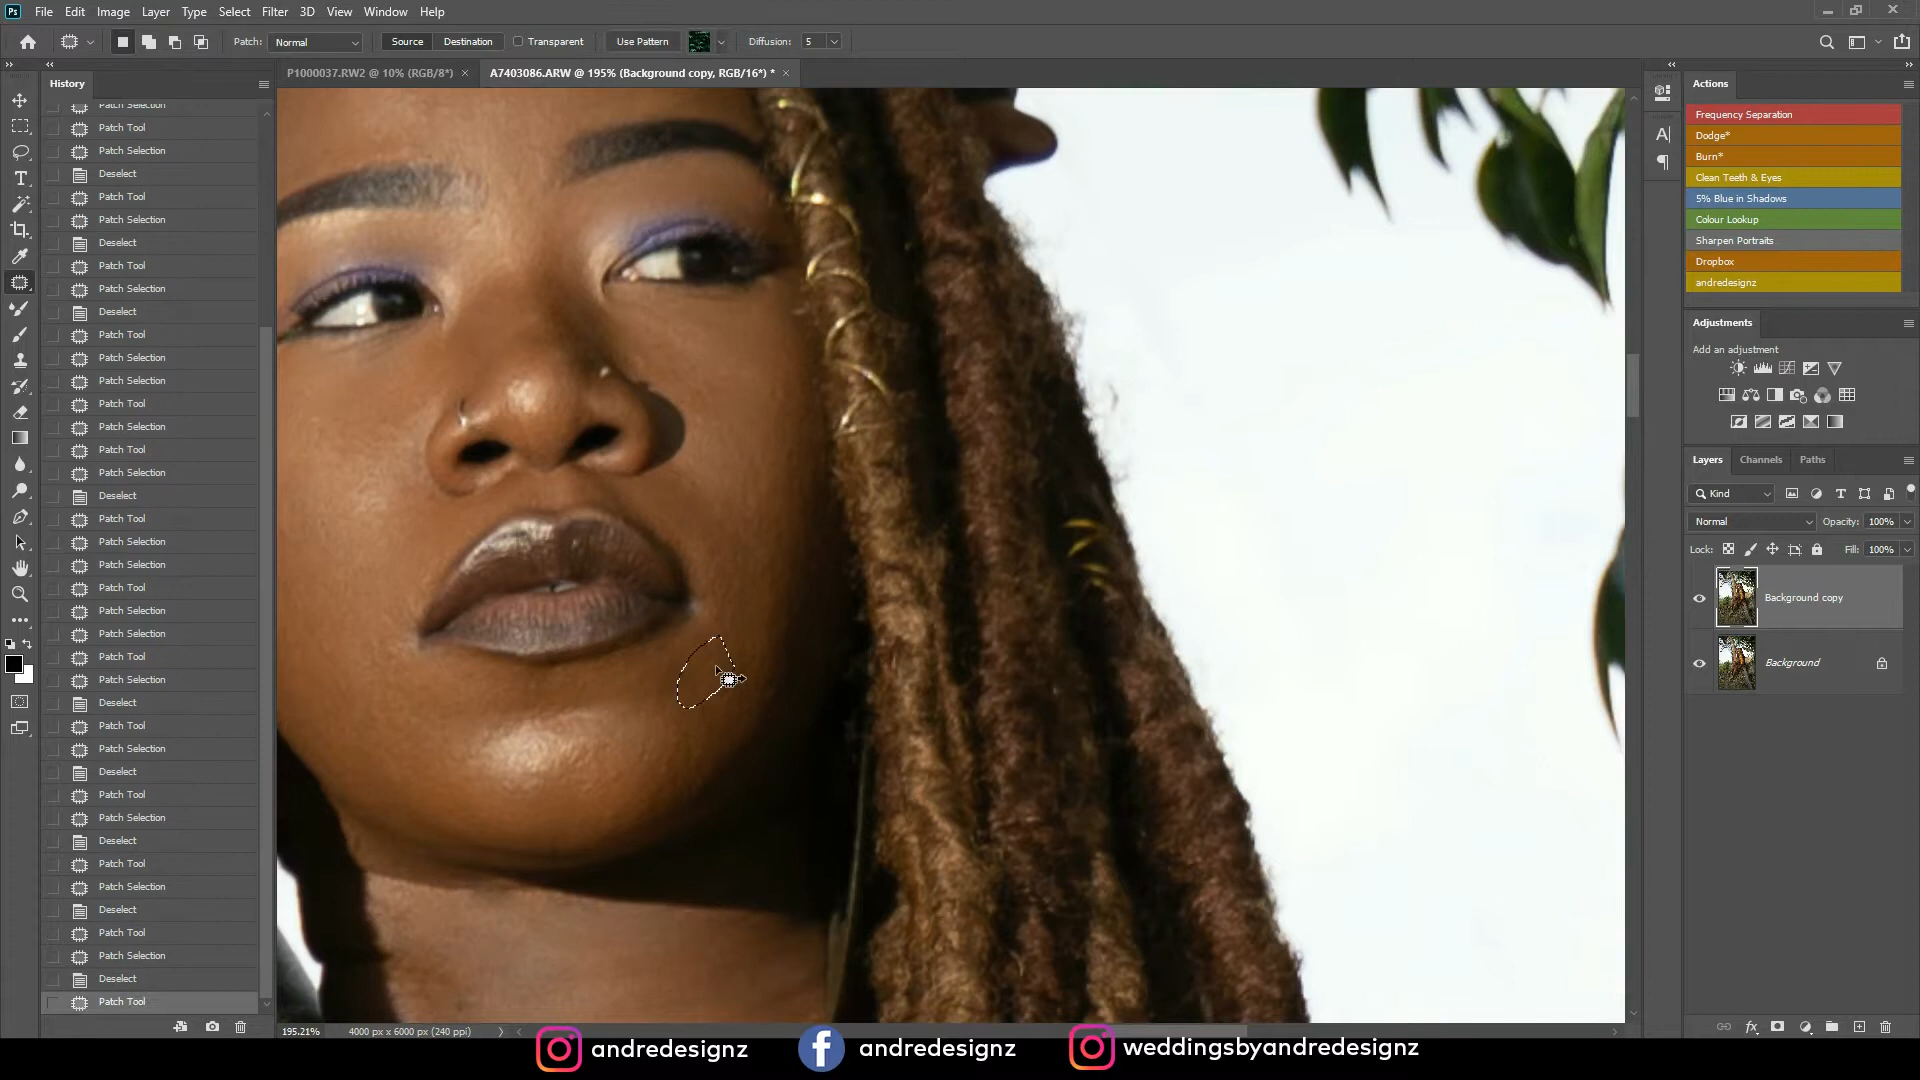 Ps File Edit Image Layer Type Select Filter 3D View Window Help
Patch: Normal Source Destination Transparent Use Pattern Diffusion: 5
History
P1000037.RW2 @ 10% (RGB/8*) × A7403086.ARW @ 195% (Background copy, RGB/16*) * ×
Patch Selection
Patch Tool
Patch Selection
Deselect
Patch Tool
Patch Selection
Deselect
Patch Tool
Patch Selection
Deselect
Patch Tool
Patch Selection
Patch Selection
Patch Tool
Patch Selection
Patch Tool
Patch Selection
Deselect
Patch Tool
Patch Selection
Patch Selection
Patch Tool
Patch Selection
Patch Selection
Patch Tool
Patch Selection
Deselect
Patch Tool
Patch Selection
Deselect
Patch Tool
Patch Selection
Deselect
Patch Tool
Patch Selection
Deselect
Patch Tool
Patch Selection
Deselect
Patch Tool
Actions
Frequency Separation
Dodge*
Burn*
Clean Teeth & Eyes
5% Blue in Shadows
Colour Lookup
Sharpen Portraits
Dropbox
andredesignz
Adjustments
Add an adjustment
Layers Channels Paths
Kind
Normal Opacity: 100%
Lock: Fill: 100%
Background copy
Background
195.21% 4000 px x 6000 px (240 ppi)
andredesignz andredesignz weddingsbyandredesignz